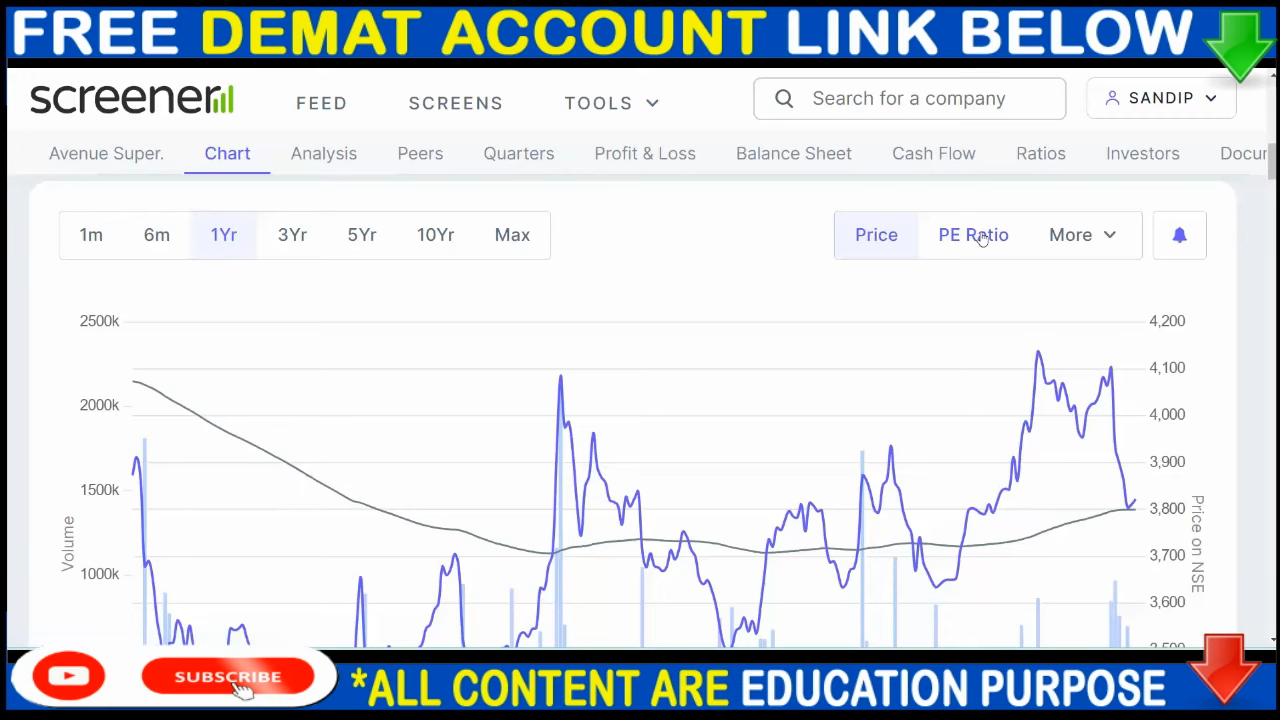 FREE DEMAT ACCOUNT LINK BELOW
screener
FEED SCREENS TOOLS
Search for a company
SANDIP
Avenue Super. Chart Analysis Peers Quarters Profit & Loss Balance Sheet Cash Flow Ratios Investors Docur
1m 6m 1Yr 3Yr 5Yr 10Yr Max
Price PE Ratio More
2500k 4,200
4,100
2000k 4,000
3,900
1500k 3,800
3,700
1000k 3,600
Volume
Price on NSE
3,500
SUBSCRIBE
*ALL CONTENT ARE EDUCATION PURPOSE